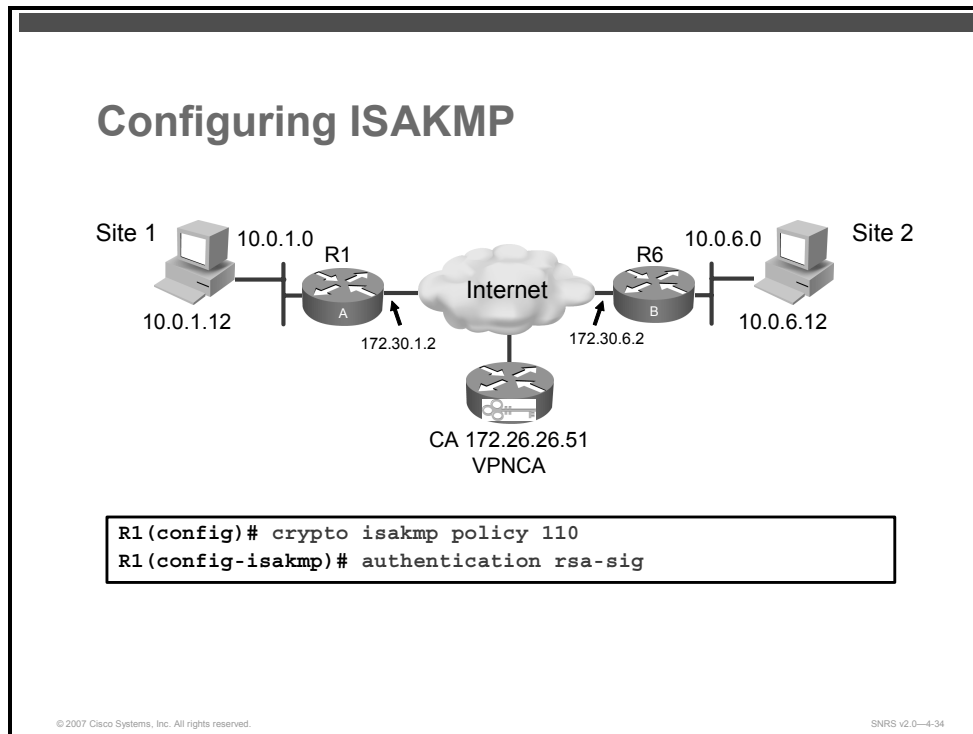 Configuring ISAKMP
Site 1
10.0.1.0
R1
10.0.6.0
R6
Site 2
Internet
A
B
10.0.1.12
172.30.1.2
172.30.6.2
10.0.6.12
CA 172.26.26.51
VPNCA
R1(config)# crypto isakmp policy 110
R1(config-isakmp)# authentication rsa-sig
© 2007 Cisco Systems, Inc. All rights reserved.
SNRS v2.0—4-34